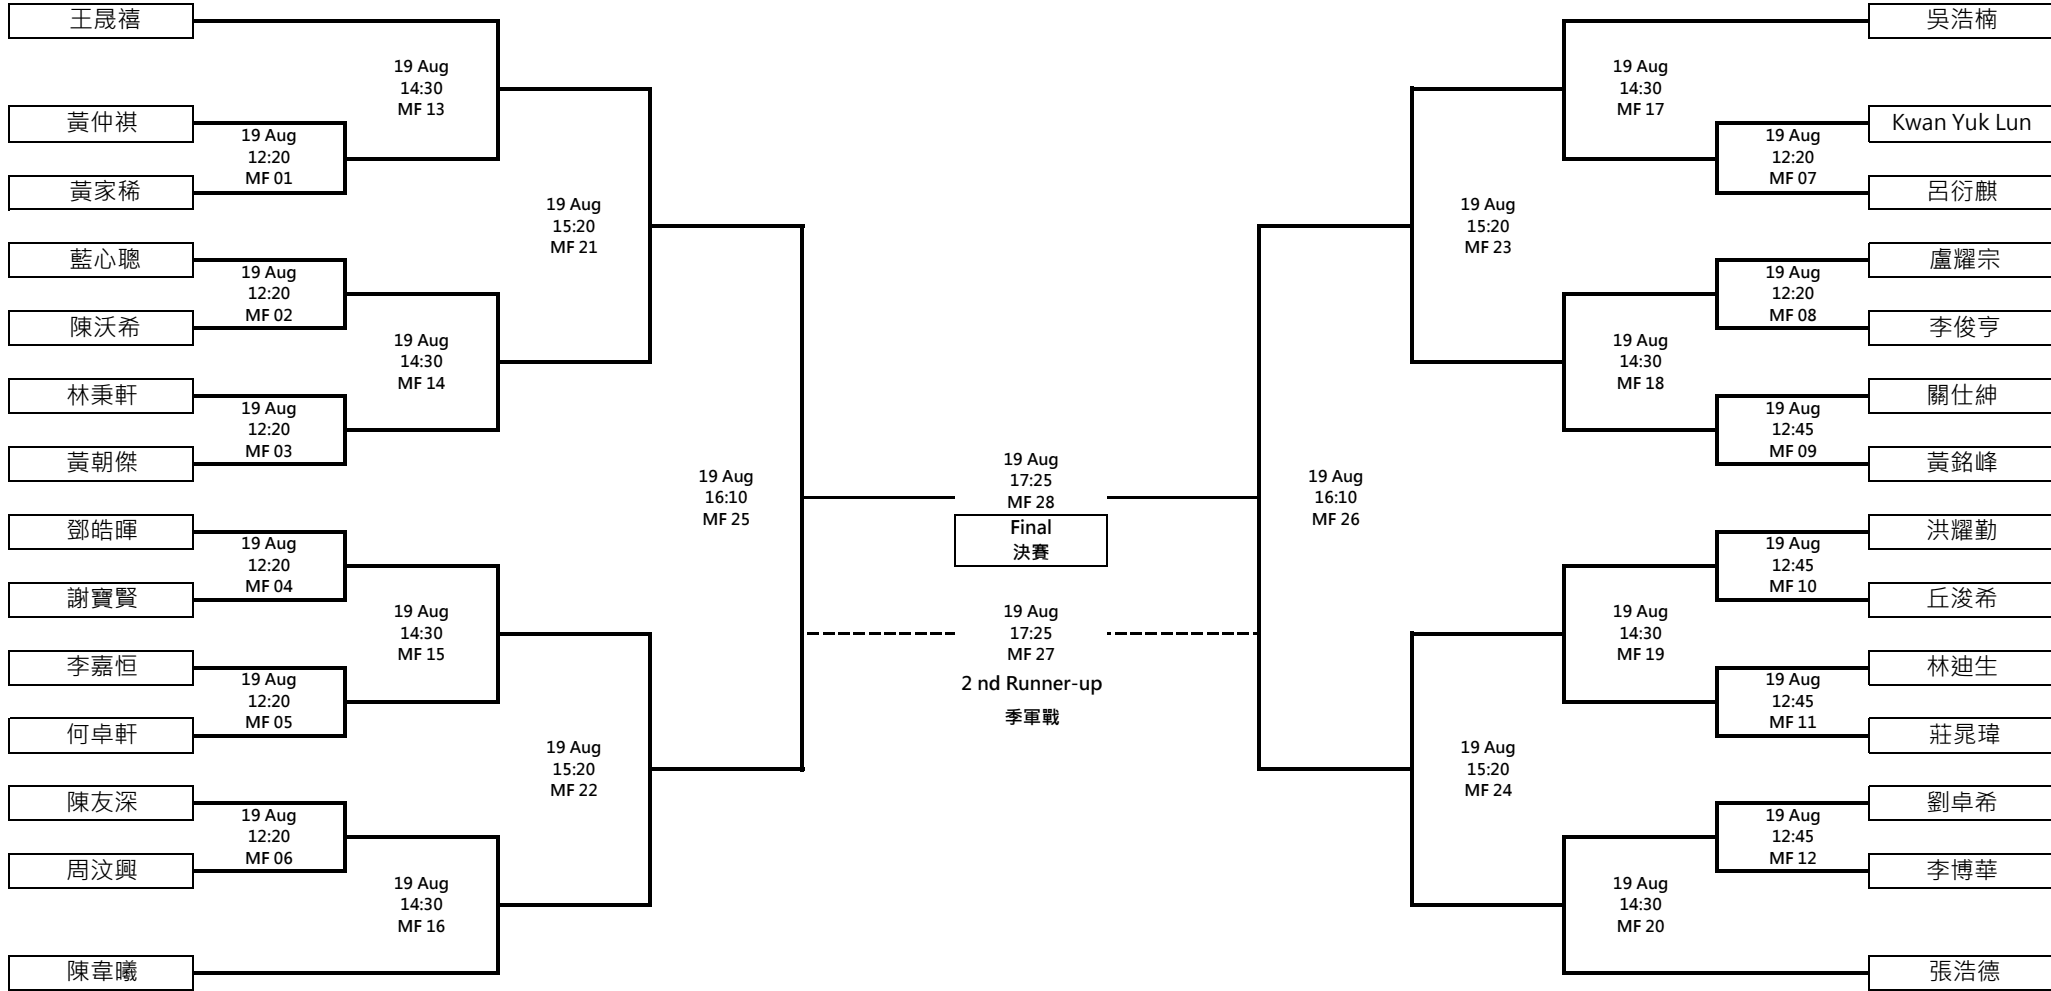 王晟禧
19 Aug
14:30
MF 13
黃仲祺
19 Aug
12:20
MF 01
黃家稀
19 Aug
15:20
MF 21
藍心聰
19 Aug
12:20
MF 02
陳沃希
19 Aug
14:30
MF 14
林秉軒
19 Aug
12:20
MF 03
黃朝傑
19 Aug
16:10
MF 25
鄧皓暉
19 Aug
12:20
MF 04
謝寶賢
19 Aug
14:30
MF 15
李嘉恒
19 Aug
12:20
MF 05
何卓軒
19 Aug
15:20
MF 22
陳友深
19 Aug
12:20
MF 06
周汶興
19 Aug
14:30
MF 16
陳韋曦
19 Aug
17:25
MF 28
Final
決賽
19 Aug
17:25
MF 27
2 nd Runner-up
季軍戰
吳浩楠
19 Aug
14:30
MF 17
Kwan Yuk Lun
19 Aug
12:20
MF 07
呂衍麒
19 Aug
15:20
MF 23
盧耀宗
19 Aug
12:20
MF 08
李俊亨
19 Aug
14:30
MF 18
關仕紳
19 Aug
12:45
MF 09
黃銘峰
19 Aug
16:10
MF 26
洪耀勤
19 Aug
12:45
MF 10
丘浚希
19 Aug
14:30
MF 19
林迪生
19 Aug
12:45
MF 11
莊晁瑋
19 Aug
15:20
MF 24
劉卓希
19 Aug
12:45
MF 12
李博華
19 Aug
14:30
MF 20
張浩德